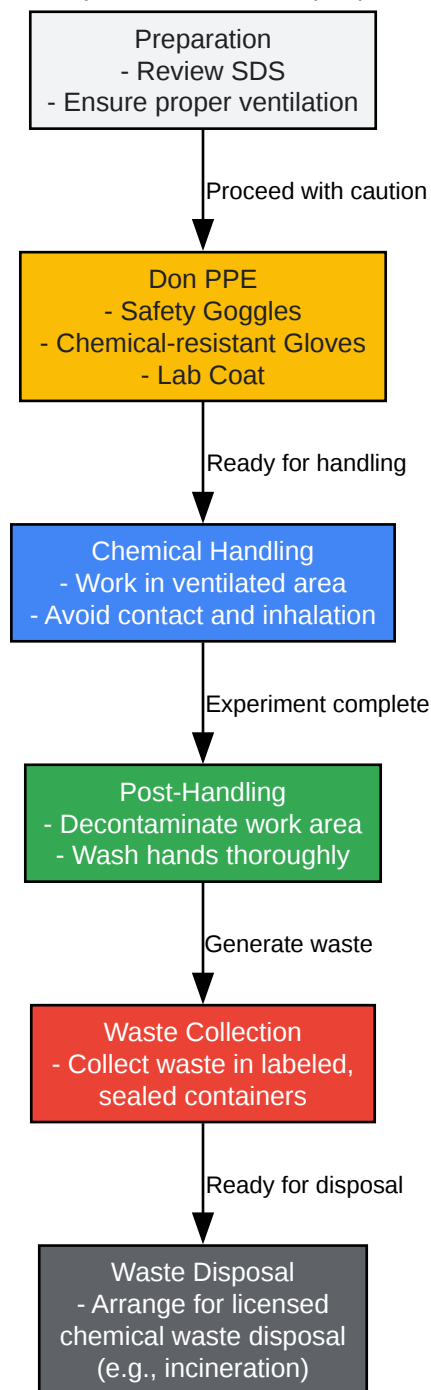 Preparation
- Review SDS
- Ensure proper ventilation
Proceed with caution
Don PPE
- Safety Goggles
- Chemical-resistant Gloves
- Lab Coat
Ready for handling
Chemical Handling
- Work in ventilated area
- Avoid contact and inhalation
Experiment complete
Post-Handling
- Decontaminate work area
- Wash hands thoroughly
Generate waste
Waste Collection
- Collect waste in labeled,
sealed containers
Ready for disposal
Waste Disposal
- Arrange for licensed
chemical waste disposal
(e.g., incineration)